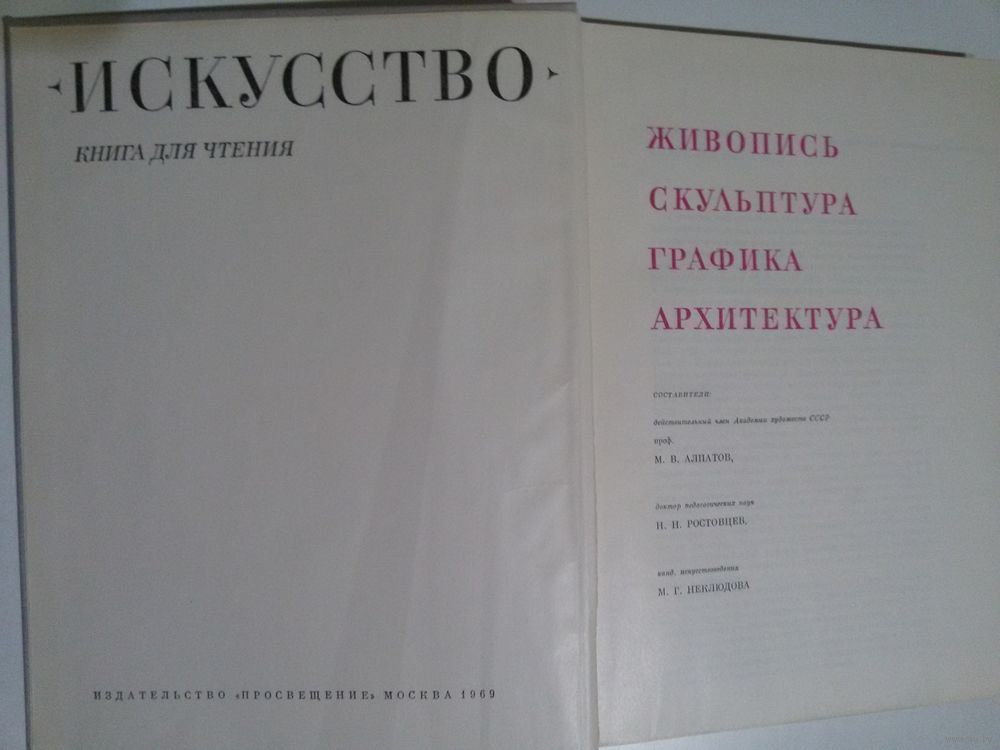 ИСКУССТВО
КНИГА ДЛЯ ЧТЕНИЯ
ИЗДАТЕЛЬСТВО «ПРОСВЕЩЕНИЕ» МОСКВА 1969
ЖИВОПИСЬ
СКУЛЬПТУРА
ГРАФИКА
АРХИТЕКТУРА
СОСТАВИТЕЛИ:
действительный член Академии художеств СССР
проф.
М. В. АЛПАТОВ,
доктор педагогических наук
Н. Н. РОСТОВЦЕВ,
канд. искусствоведения
М. Г. НЕКЛЮДОВА